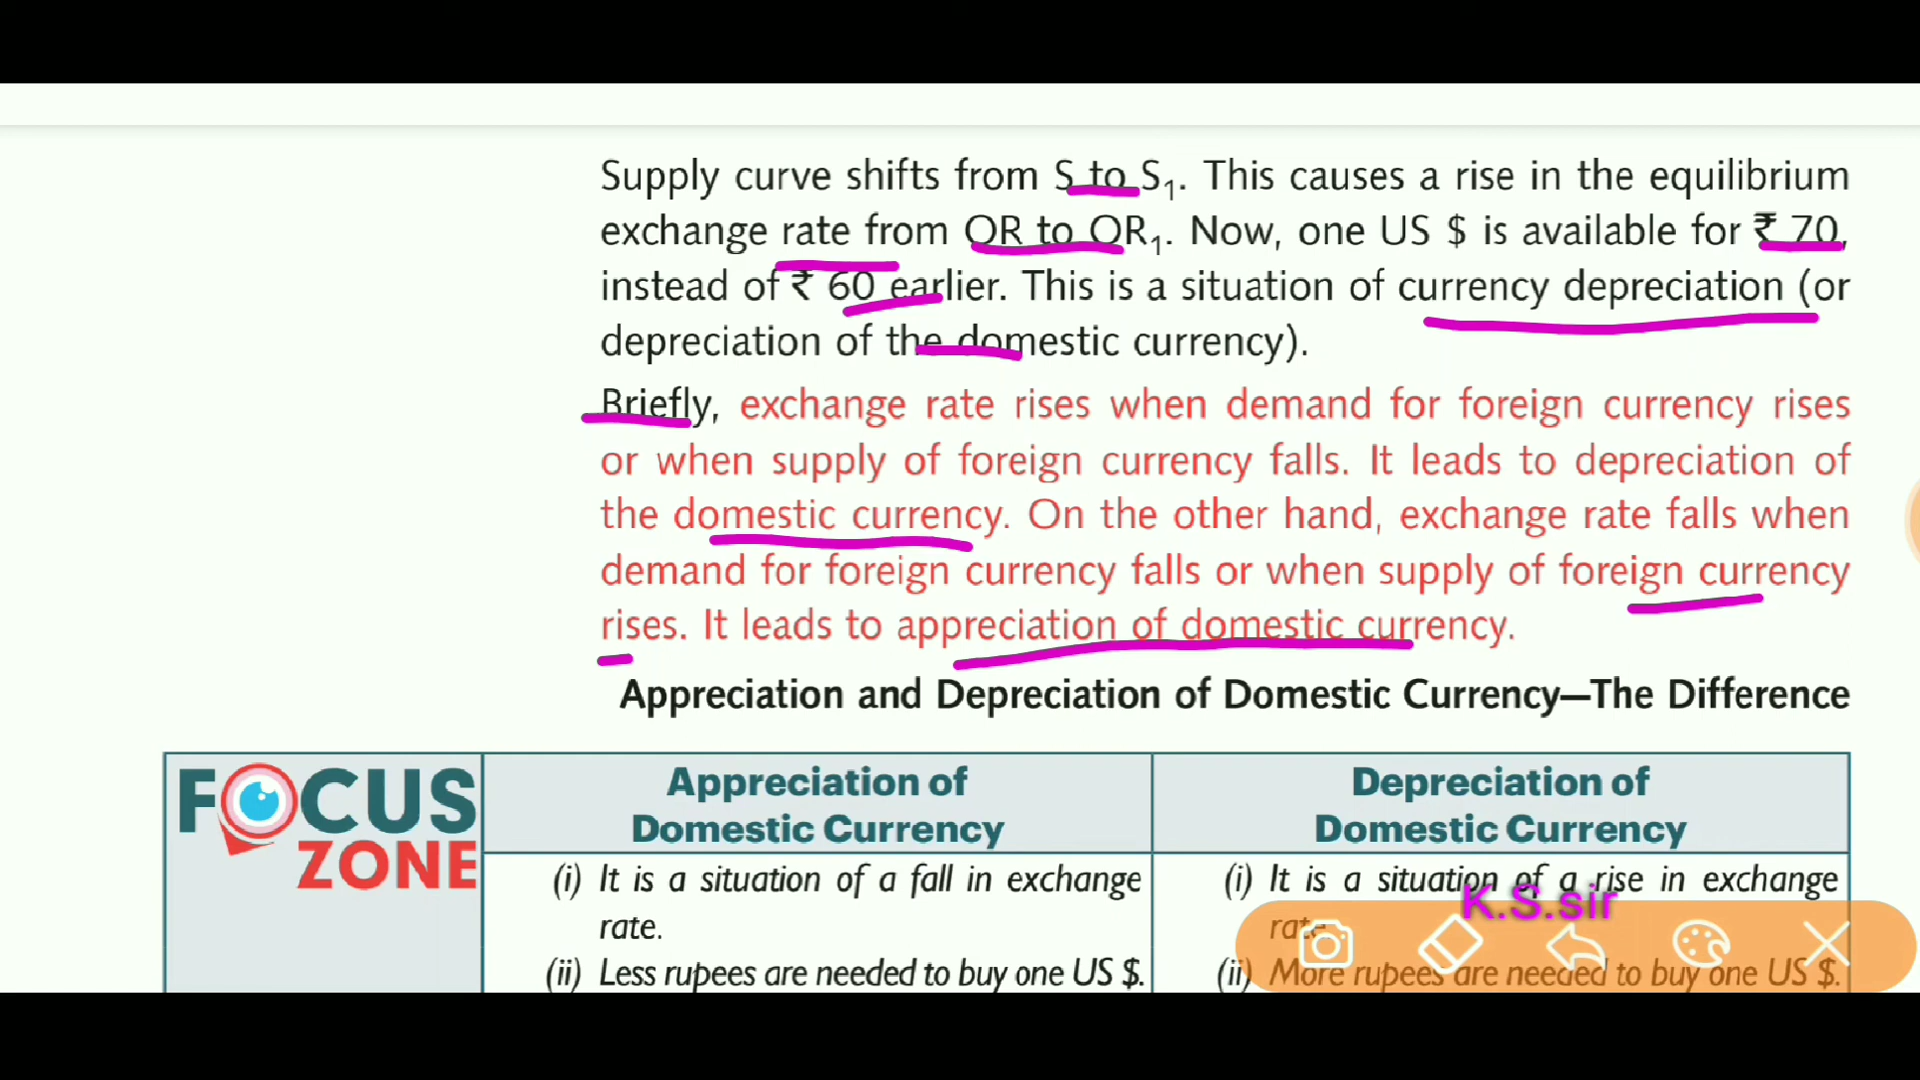 Supply curve shifts from S to S₁. This causes a rise in the equilibrium
exchange rate from OR to OR₁. Now, one US $ is available for ₹ 70,
instead of ₹ 60 earlier. This is a situation of currency depreciation (or
depreciation of the domestic currency).
Briefly, exchange rate rises when demand for foreign currency rises
or when supply of foreign currency falls. It leads to depreciation of
the domestic currency. On the other hand, exchange rate falls when
demand for foreign currency falls or when supply of foreign currency
rises. It leads to appreciation of domestic currency.
Appreciation and Depreciation of Domestic Currency—The Difference
FOCUS
ZONE
Appreciation of
Domestic Currency
(i) It is a situation of a fall in exchange
rate.
(ii) Less rupees are needed to buy one US $.
Depreciation of
Domestic Currency
(i) It is a situation of a rise in exchange
rate
(ii) More rupees are needed to buy one US $.
K.S.sir